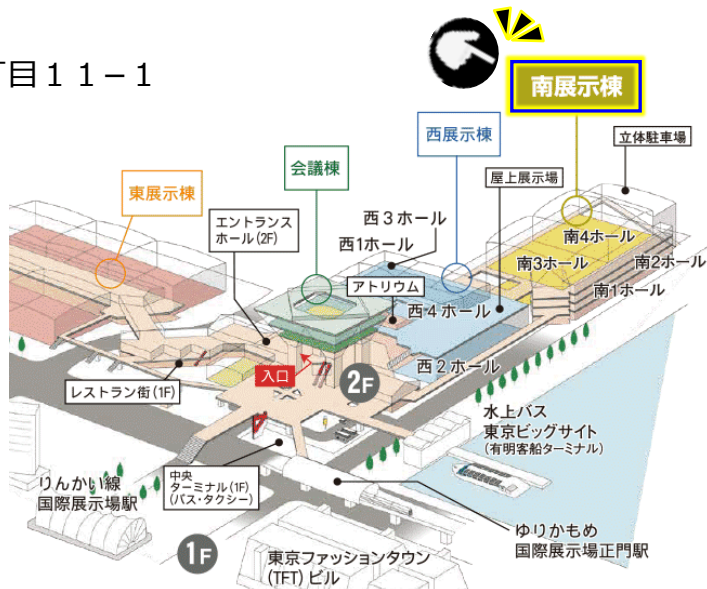 丁目１１－１
南展示棟
西展示棟
立体駐車場
会議棟
屋上展示場
東展示棟
エントランス
ホール(2F)
西３ホール
西1ホール
南4ホール
南3ホール
南2ホール
アトリウム
南1ホール
西４ホール
入口
2F
西２ホール
レストラン街(1F)
水上バス
東京ビッグサイト
(有明客船ターミナル)
りんかい線
国際展示場駅
中央
ターミナル(1F)
(バス・タクシー)
ゆりかもめ
国際展示場正門駅
1F
東京ファッションタウン
(TFT)ビル